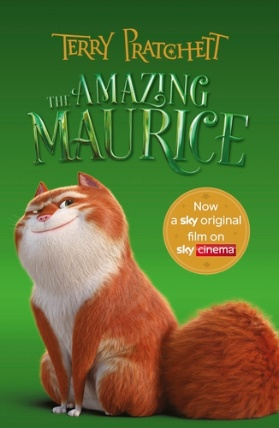 TERRY PRATCHETT
THE AMAZING
MAURICE
Now
a sky original
film on
sky cinema